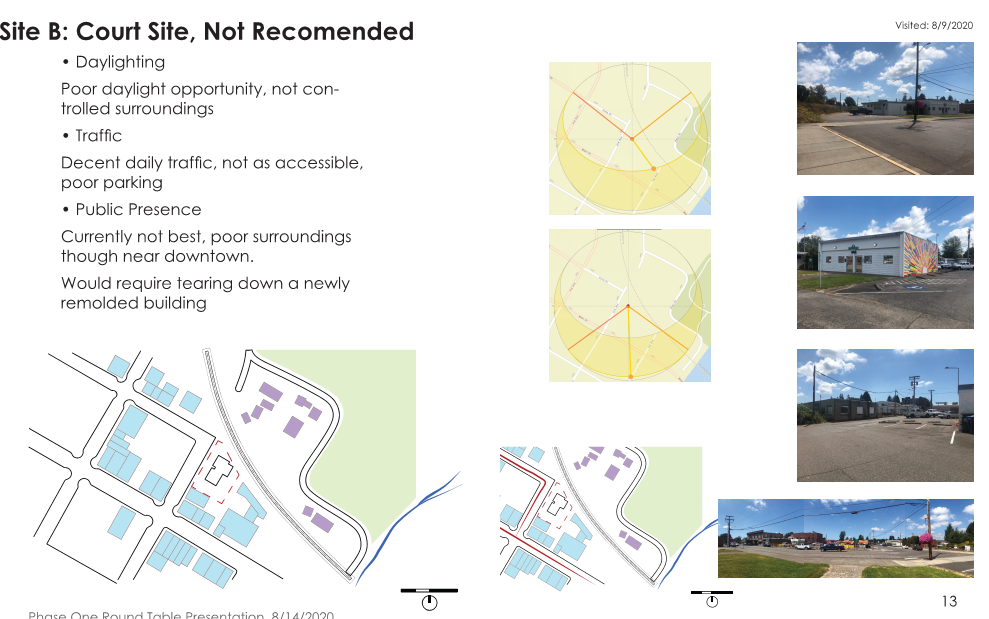 Site B: Court Site, Not Recomended
Visited: 8/9/2020
• Daylighting
Poor daylight opportunity, not con-
trolled surroundings
• Traffic
Decent daily traffic, not as accessible,
poor parking
• Public Presence
Currently not best, poor surroundings
though near downtown.
Would require tearing down a newly
remolded building
13
Phase One Round Table Presentation 8/14/2020